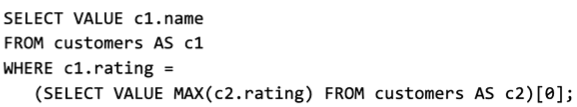 SELECT VALUE c1.name
FROM customers AS c1
WHERE c1.rating =
(SELECT VALUE MAX(c2.rating) FROM customers AS c2)[0];